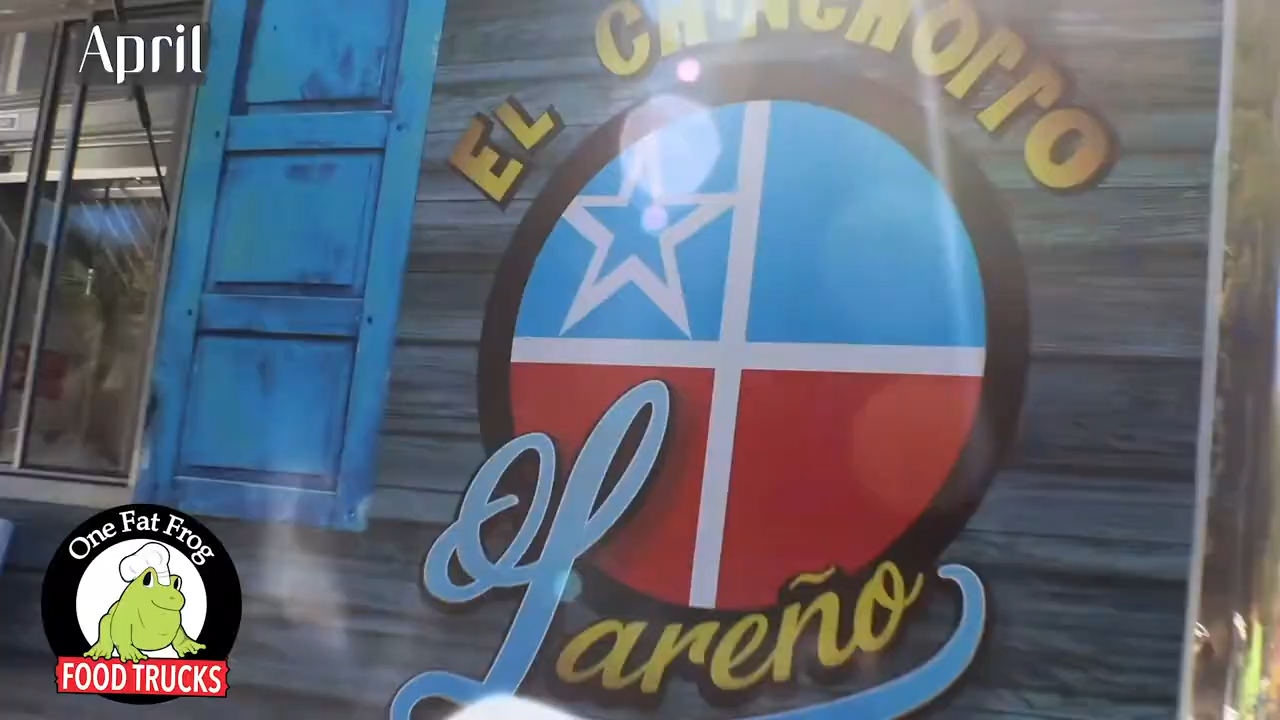 April
EL CHINCHORRO
Lareño
One Fat Frog
FOOD TRUCKS